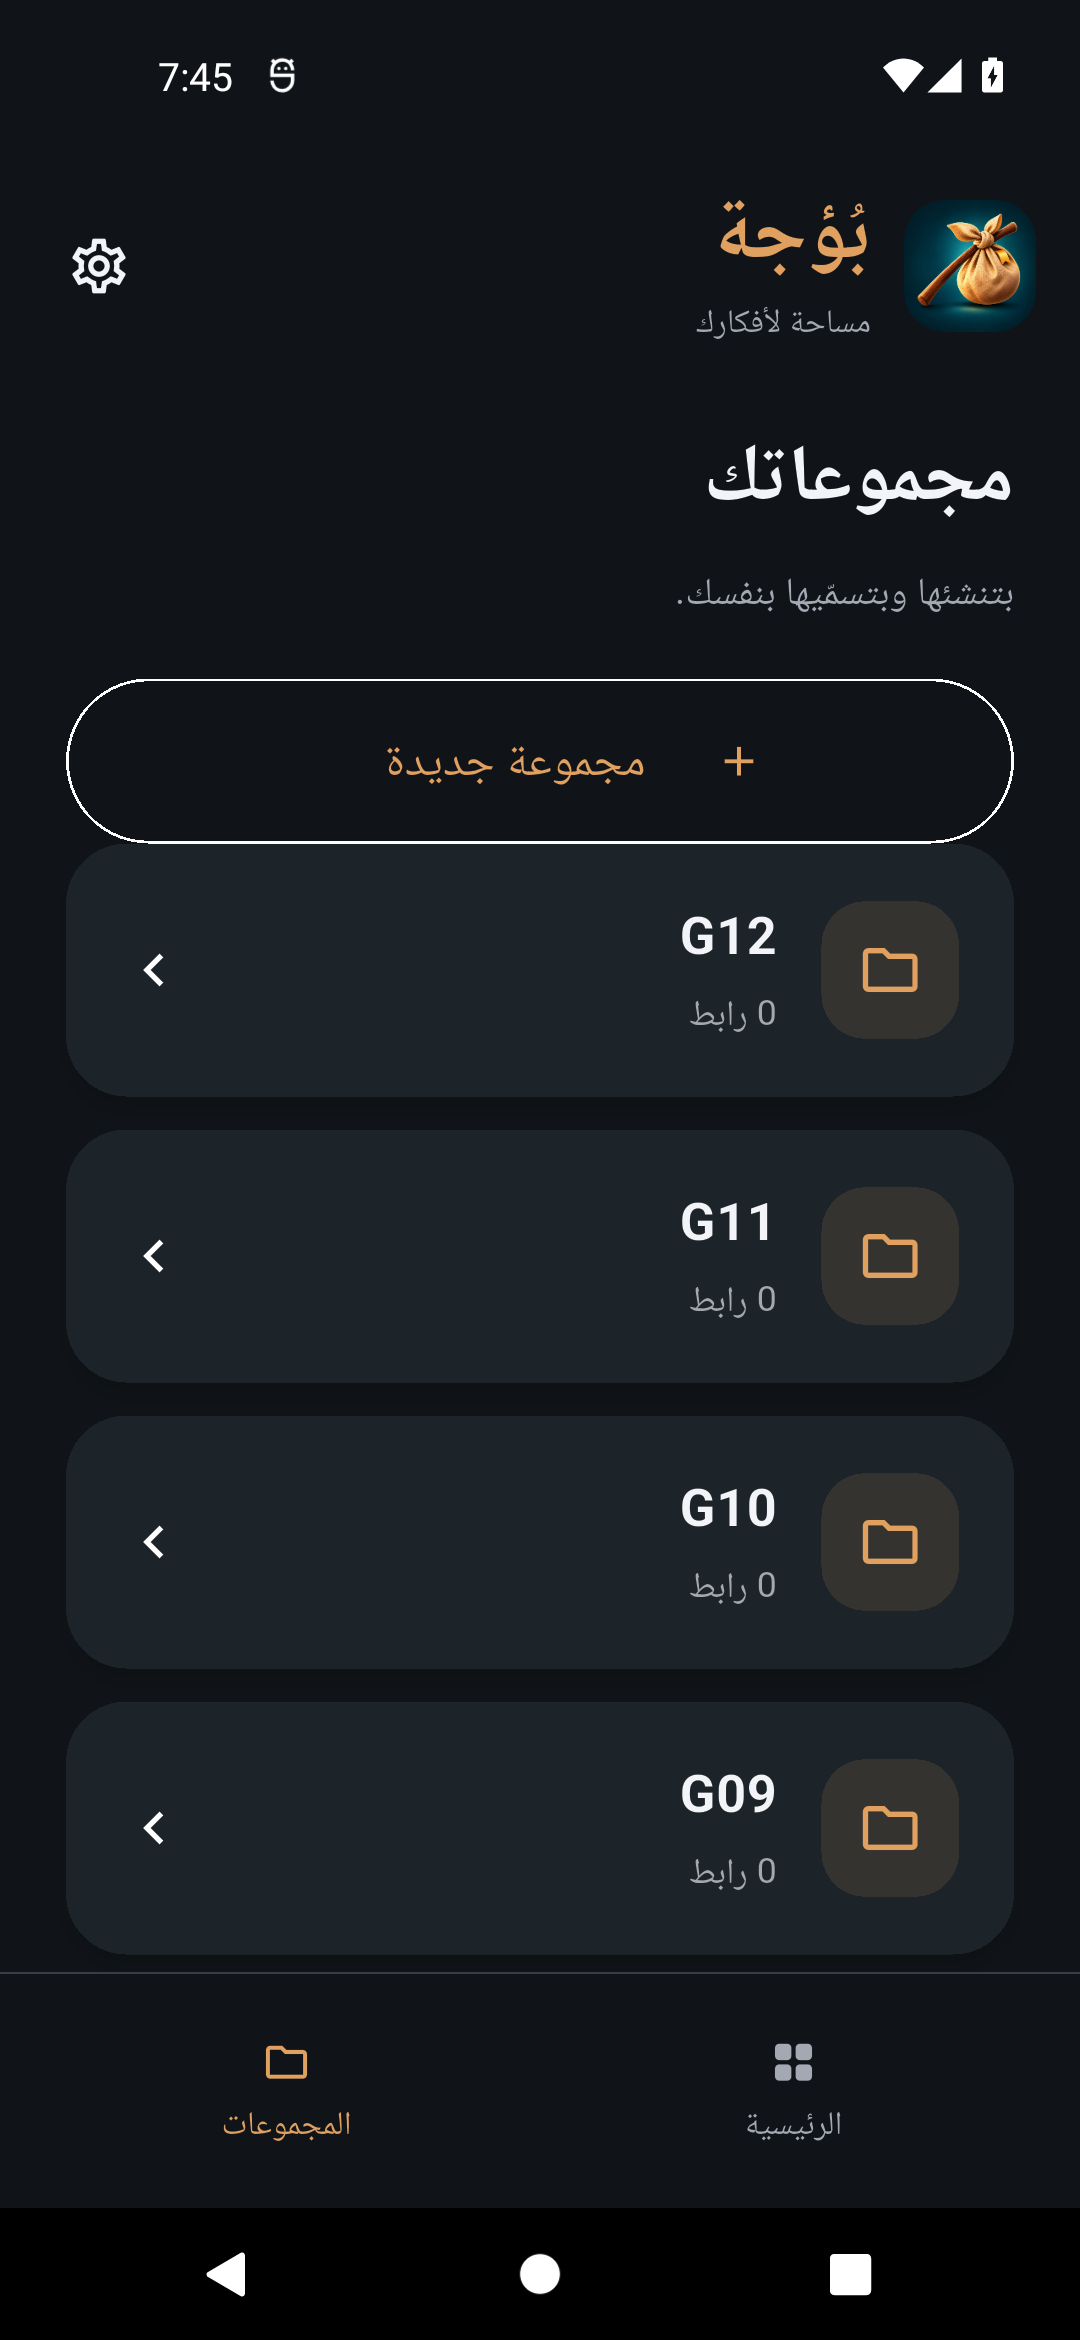 7:45
بُؤجة
مساحة لأفكارك
مجموعاتك
بتنشئها وبتسمّيها بنفسك.
+ مجموعة جديدة
G12
0 رابط
G11
0 رابط
G10
0 رابط
G09
0 رابط
الرئيسية
المجموعات